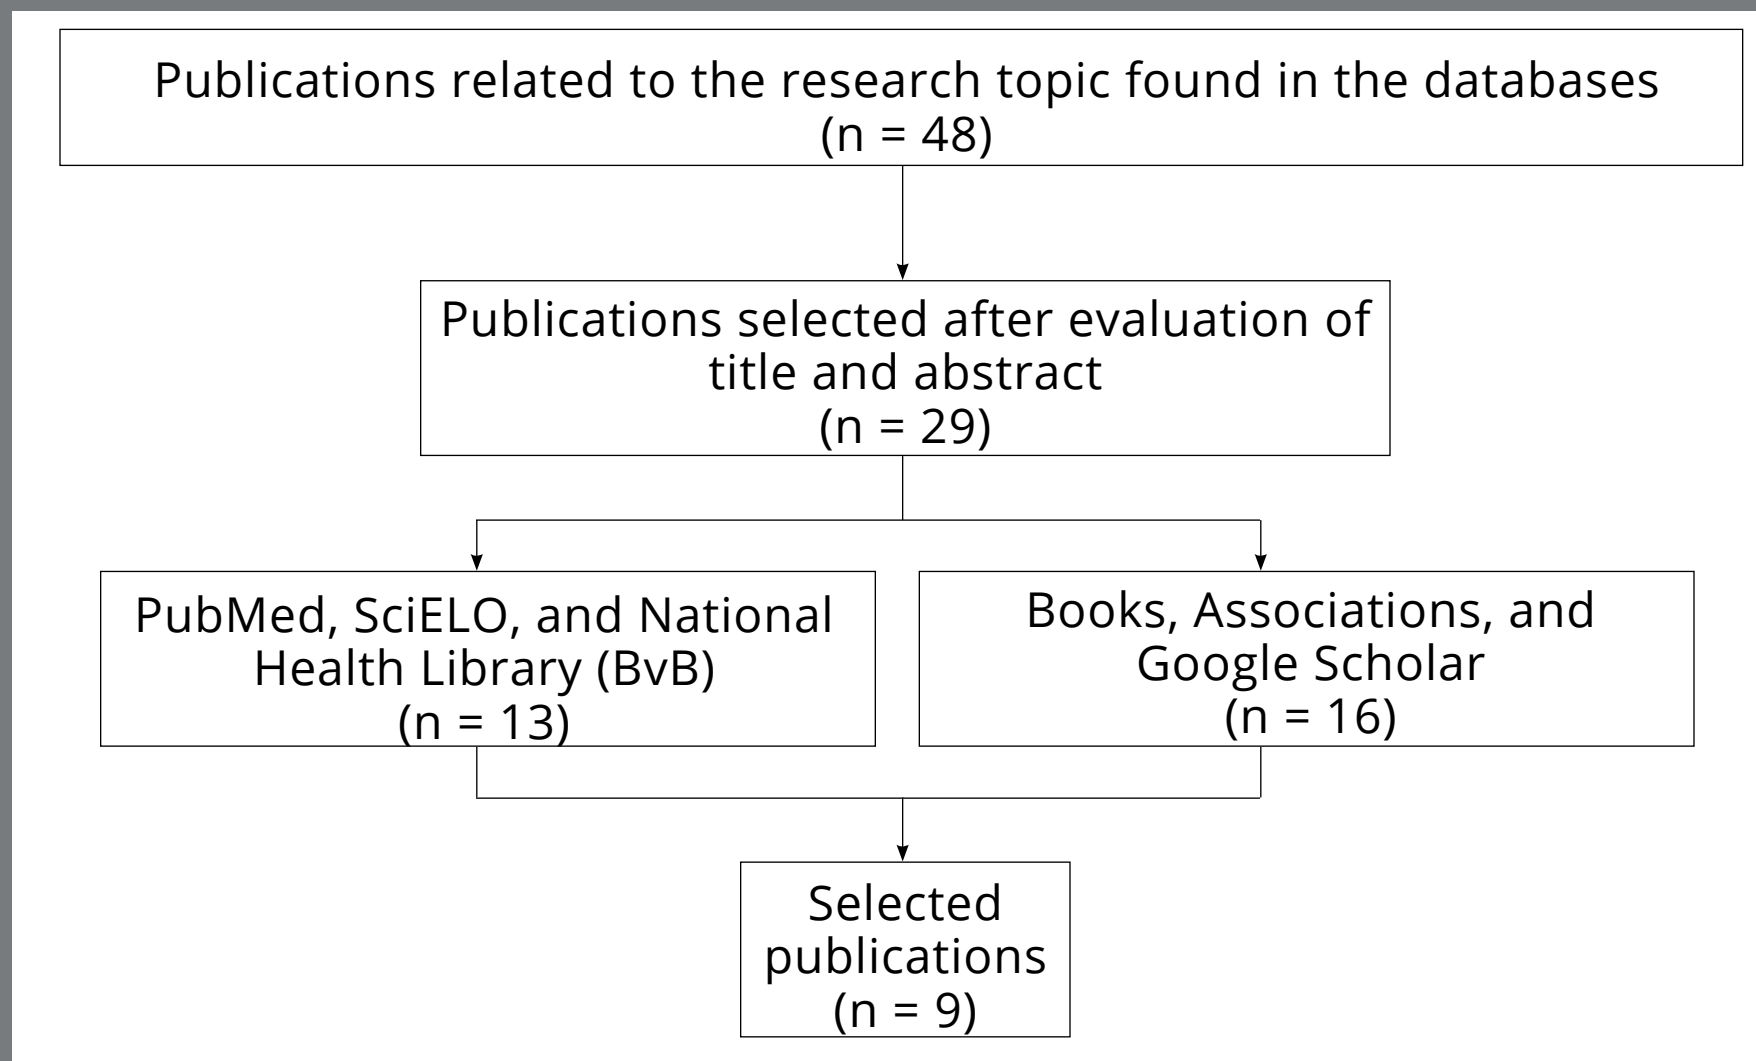 Publications related to the research topic found in the databases
(n = 48)
Publications selected after evaluation of
title and abstract
(n = 29)
PubMed, SciELO, and National
Health Library (BvB)
(n = 13)
Books, Associations, and
Google Scholar
(n = 16)
Selected
publications
(n = 9)